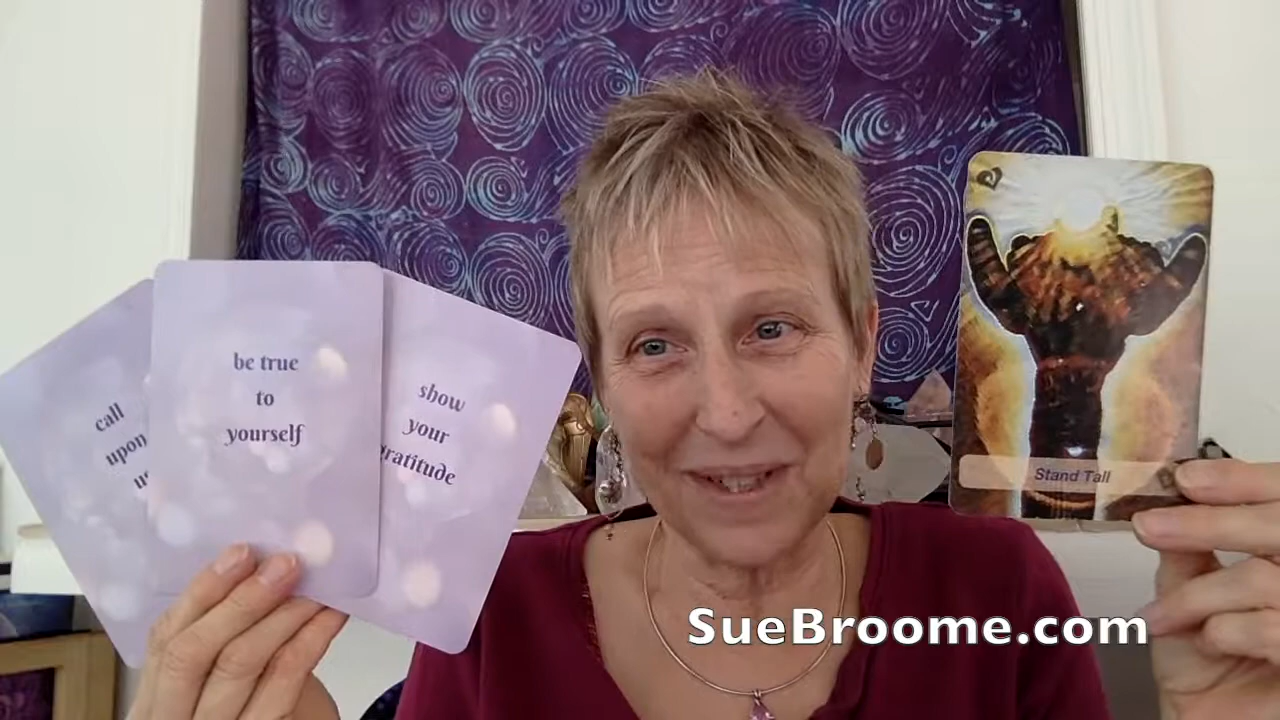 call
upon
be true
to
yourself
show
your
gratitude
Stand Tall
SueBroome.com